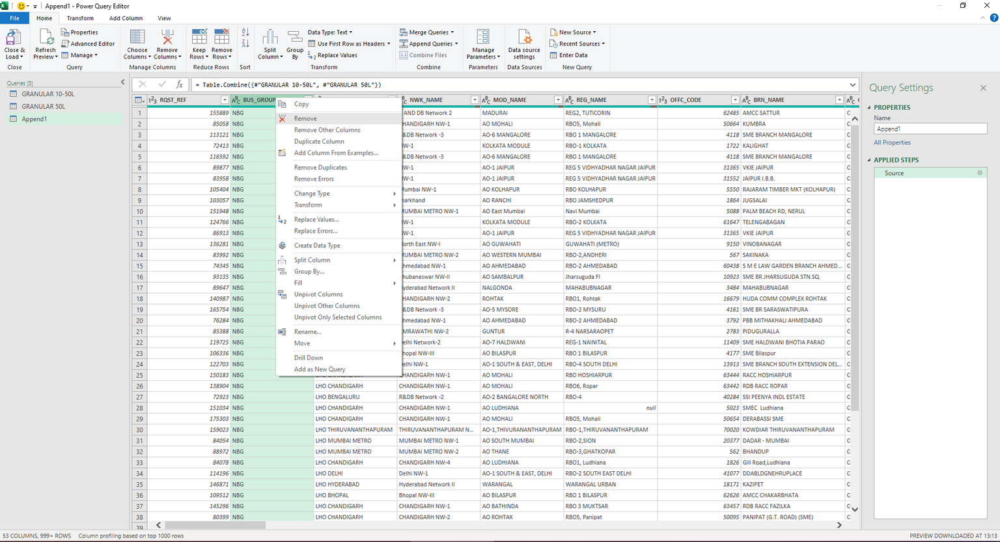 Append1 - Power Query Editor
File Home Transform Add Column View
Close & Load
Close
Refresh Preview
Properties
Advanced Editor
Manage
Query
Choose Columns
Remove Columns
Manage Columns
Keep Rows
Remove Rows
Reduce Rows
Sort
Split Column
Group By
Data Type: Text
Use First Row as Headers
Replace Values
Transform
Merge Queries
Append Queries
Combine Files
Combine
Manage Parameters
Parameters
Data source settings
Data Sources
New Source
Recent Sources
Enter Data
New Query
Queries [3]
GRANULAR 10-50L
GRANULAR 50L
Append1
= Table.Combine({#"GRANULAR 10-50L", #"GRANULAR 50L"})
RQST_REF BUS_GROUP NWK_NAME MOD_NAME REG_NAME OFFC_CODE BRN_NAME
1 155889 NBG AND DB Network 2 MADURAI REG2, TUTICORIN 62485 AMCC SATTUR
2 85058 NBG HANDIGARH NW-1 AO MOHALI RBO5, Mohali 50664 KUMBRA
3 113121 NBG &DB Network -3 AO-6 MANGALORE RBO 1 MANGALORE 4118 SME BRANCH MANGALORE
4 72413 NBG W-1 KOLKATA MODULE RBO-1 KOLKATA 1722 KALIGHAT
5 116592 NBG &DB Network -3 AO-6 MANGALORE RBO 1 MANGALORE 4118 SME BRANCH MANGALORE
6 89877 NBG W-1 AO-1 JAIPUR REG 5 VIDHYADHAR NAGAR JAIPUR 31365 VKIE JAIPUR
7 83958 NBG W-1 AO-1 JAIPUR REG 5 VIDHYADHAR NAGAR JAIPUR 31552 JAIPUR I.B.B.
8 105404 NBG Mumbai NW-1 AO KOLHAPUR RBO KOLHAPUR 5550 RAJARAM TIMBER MKT (KOLHAPUR)
9 103057 NBG harkhand AO RANCHI RBO JAMSHEDPUR 1864 JUGSALAI
10 151948 NBG MUMBAI METRO NW-1 AO East Mumbai Navi Mumbai 5088 PALM BEACH RD, NERUL
11 124766 NBG W-1 KOLKATA MODULE RBO-2 KOLKATA 61647 TELENGABAGAN
12 86913 NBG W-1 AO-1 JAIPUR REG 5 VIDHYADHAR NAGAR JAIPUR 31365 VKIE JAIPUR
13 136281 NBG orth East NW-I AO GUWAHATI GUWAHATI (METRO) 9150 VINOBANAGAR
14 83992 NBG MUMBAI METRO NW-2 AO WESTERN MUMBAI RBO-2,ANDHERI 567 SAKINAKA
15 74345 NBG hmedabad NW-1 AO AHMEDABAD RBO-2 AHMEDABAD 60438 S M E LAW GARDEN BRANCH AHMED...
16 93135 NBG hubaneswar NW-II AO SAMBALPUR Jharsuguda FI 10923 SME BR.JHARSUGUDA STN.SQ.
17 89647 NBG yderabad Network II NALGONDA MAHABUBNAGAR 3484 MAHABUBNAGAR
18 140987 NBG HANDIGARH NW-2 ROHTAK RBO1, Rohtak 16679 HUDA COMM COMPLEX ROHTAK
19 165754 NBG &DB Network -3 AO-5 MYSORE RBO-2 MYSURU 4161 SME BR SARASWATIPURA
20 76284 NBG hmedabad NW-1 AO AHMEDABAD RBO-2 AHMEDABAD 3792 PBB MITHAKHALI AHMEDABAD
21 85388 NBG MRAWATHI NW-2 GUNTUR R-4 NARSARAOPET 2783 PIDUGURALLA
22 119725 NBG elhi Network-2 AO-7 HALDWANI REG-1 NAINITAL 11409 SME HALDWANI BHOTIA PARAO
23 106336 NBG hopal NW-III AO BILASPUR RBO 1 BILASPUR 4177 SME Bilaspur
24 122703 NBG elhi NW-1 AO-1 SOUTH & EAST, DELHI RBO-4 SOUTH DELHI 13913 SME BRANCH SOUTH EXTENSION DEL...
25 150183 NBG LHO CHANDIGARH HANDIGARH NW-1 AO MOHALI RBO HOSHIARPUR 63444 RACC HOSHIARPUR
26 138904 NBG LHO CHANDIGARH CHANDIGARH NW-1 AO MOHALI RBO6, Ropar 63442 RDB RACC ROPAR
27 72923 NBG LHO BENGALURU R&DB Network -2 AO-2 BANGALORE NORTH RBO-4 40284 SSI PEENYA INDL ESTATE
28 151034 NBG LHO CHANDIGARH CHANDIGARH NW-1 AO LUDHIANA null 5023 SMEC Ludhiana
29 175303 NBG LHO CHANDIGARH CHANDIGARH NW-1 AO MOHALI RBO5, Mohali 50654 DERABASSI SME
30 159023 NBG LHO THIRUVANANTHAPURAM THIRUVANANTHAPURAM N... AO-1,THIVURANANTHAPURAM RBO-1,THIRUVANANTHAPURAM 70020 KOWDIAR THIRUVANANTHAPURAM
31 84054 NBG LHO MUMBAI METRO MUMBAI METRO NW-1 AO SOUTH MUMBAI RBO-2,SION 20377 DADAR - MUMBAI
32 88972 NBG LHO MUMBAI METRO MUMBAI METRO NW-2 AO THANE RBO-3,GHATKOPAR 562 BHANDUP
33 84078 NBG LHO CHANDIGARH CHANDIGARH NW-4 AO LUDHIANA RBO1, Ludhiana 1826 Gill Road,Ludhiana
34 114196 NBG LHO DELHI Delhi NW-1 AO-1 SOUTH & EAST, DELHI RBO-2 SOUTH EAST DELHI 41077 DDABLDGNEHRUPLACE
35 146871 NBG LHO HYDERABAD Hyderabad Network II WARANGAL WARANGAL URBAN 18171 KAZIPET
36 109512 NBG LHO BHOPAL Bhopal NW-III AO BILASPUR RBO 1 BILASPUR 62626 AMCC CHAKARBHATA
37 145296 NBG LHO CHANDIGARH CHANDIGARH NW-1 AO BATHINDA RBO 3 MUKTSAR 63457 RDB RACC FAZILKA
38 80399 NBG LHO CHANDIGARH CHANDIGARH NW-2 AO ROHTAK RBO5, Panipat 50095 PANIPAT (G.T. ROAD) (SME)
39
Copy
Remove
Remove Other Columns
Duplicate Column
Add Column From Examples...
Remove Duplicates
Remove Errors
Change Type
Transform
Replace Values...
Replace Errors...
Create Data Type
Split Column
Group By...
Fill
Unpivot Columns
Unpivot Other Columns
Unpivot Only Selected Columns
Rename...
Move
Drill Down
Add as New Query
Query Settings
PROPERTIES
Name
Append1
All Properties
APPLIED STEPS
Source
53 COLUMNS, 999+ ROWS Column profiling based on top 1000 rows
PREVIEW DOWNLOADED AT 13:13